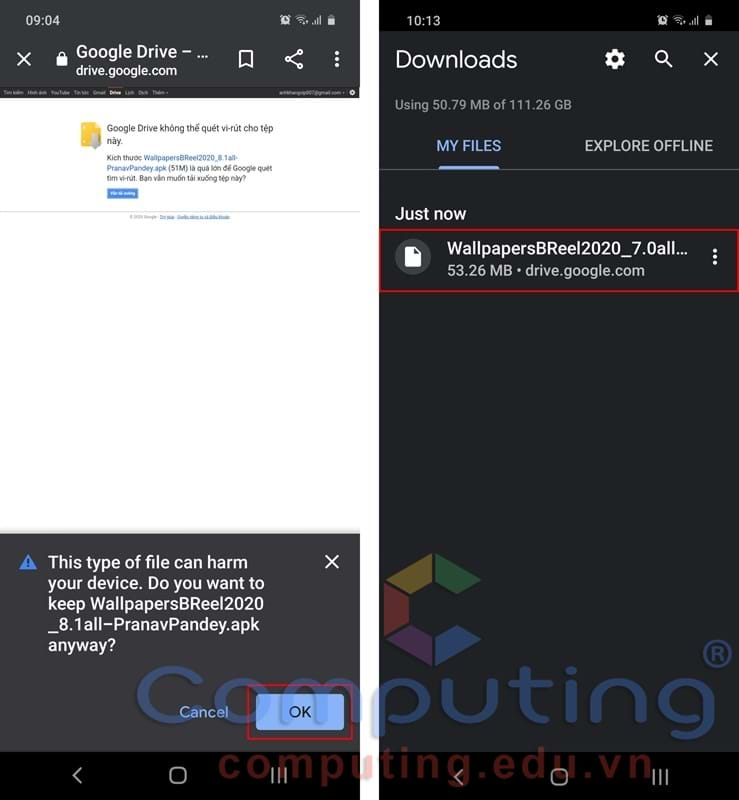 09:04
Google Drive – ...
drive.google.com
Tìm kiếm Hình ảnh YouTube Tin tức Gmail Drive Lịch Dịch Thêm
anhkhangstp007@gmail.com
Google Drive không thể quét vi-rút cho tệp
này.
Kích thước WallpapersBReel2020_8.1all-
PranavPandey.apk (51M) là quá lớn để Google quét
tìm vi-rút. Bạn vẫn muốn tải xuống tệp này?
Vẫn tải xuống
© 2020 Google - Trợ giúp - Quyền riêng tư và Điều khoản
This type of file can harm
your device. Do you want to
keep WallpapersBReel2020
_8.1all–PranavPandey.apk
anyway?
Cancel
OK
10:13
Downloads
Using 50.79 MB of 111.26 GB
MY FILES
EXPLORE OFFLINE
Just now
WallpapersBReel2020_7.0all...
53.26 MB • drive.google.com
Computing®
computing.edu.vn